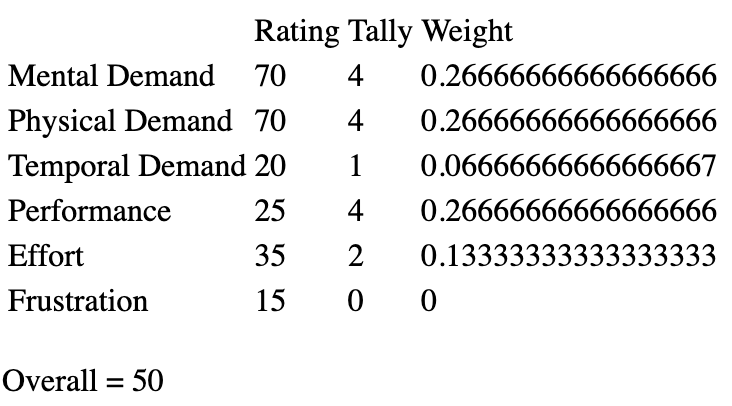 Rating Tally Weight
Mental Demand 70 4 0.26666666666666666
Physical Demand 70 4 0.26666666666666666
Temporal Demand 20 1 0.06666666666666667
Performance 25 4 0.26666666666666666
Effort 35 2 0.13333333333333333
Frustration 15 0 0
Overall = 50